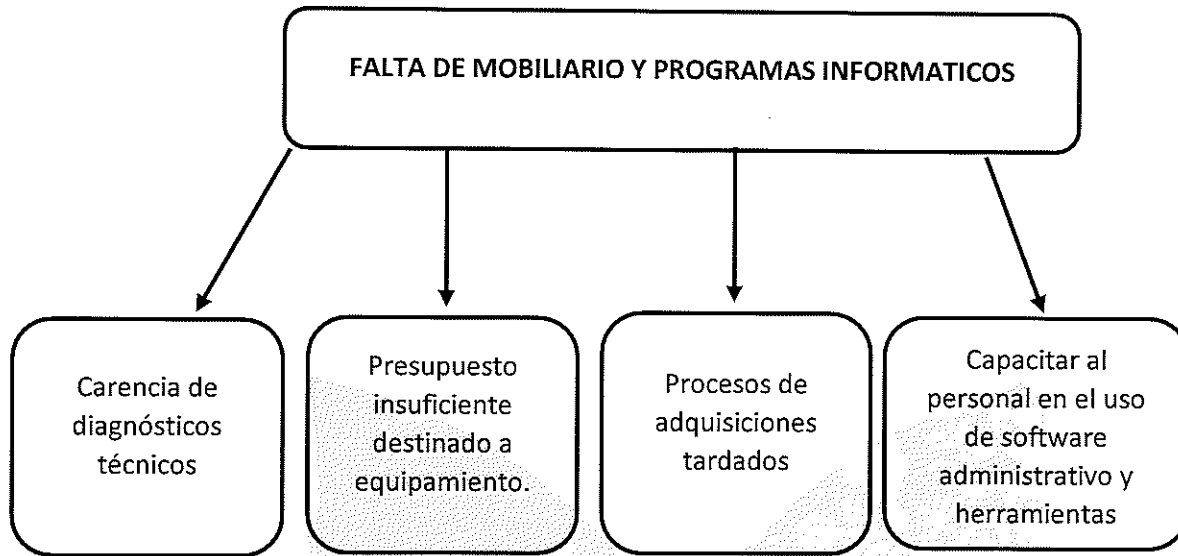 FALTA DE MOBILIARIO Y PROGRAMAS INFORMATICOS
Carencia de
diagnósticos
técnicos
Presupuesto
insuficiente
destinado a
equipamiento.
Procesos de
adquisiciones
tardados
Capacitar al
personal en el uso
de software
administrativo y
herramientas